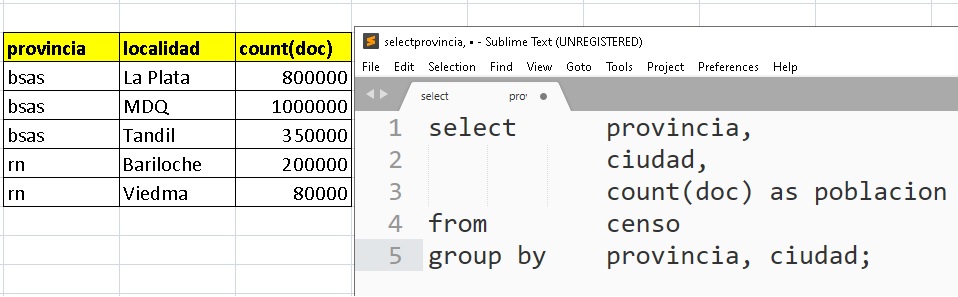 provincia localidad count(doc)
bsas La Plata 800000
bsas MDQ 1000000
bsas Tandil 350000
rn Bariloche 200000
rn Viedma 80000
selectprovincia, • - Sublime Text (UNREGISTERED)
File Edit Selection Find View Goto Tools Project Preferences Help
select prov
1 select provincia,
2 ciudad,
3 count(doc) as poblacion
4 from censo
5 group by provincia, ciudad;